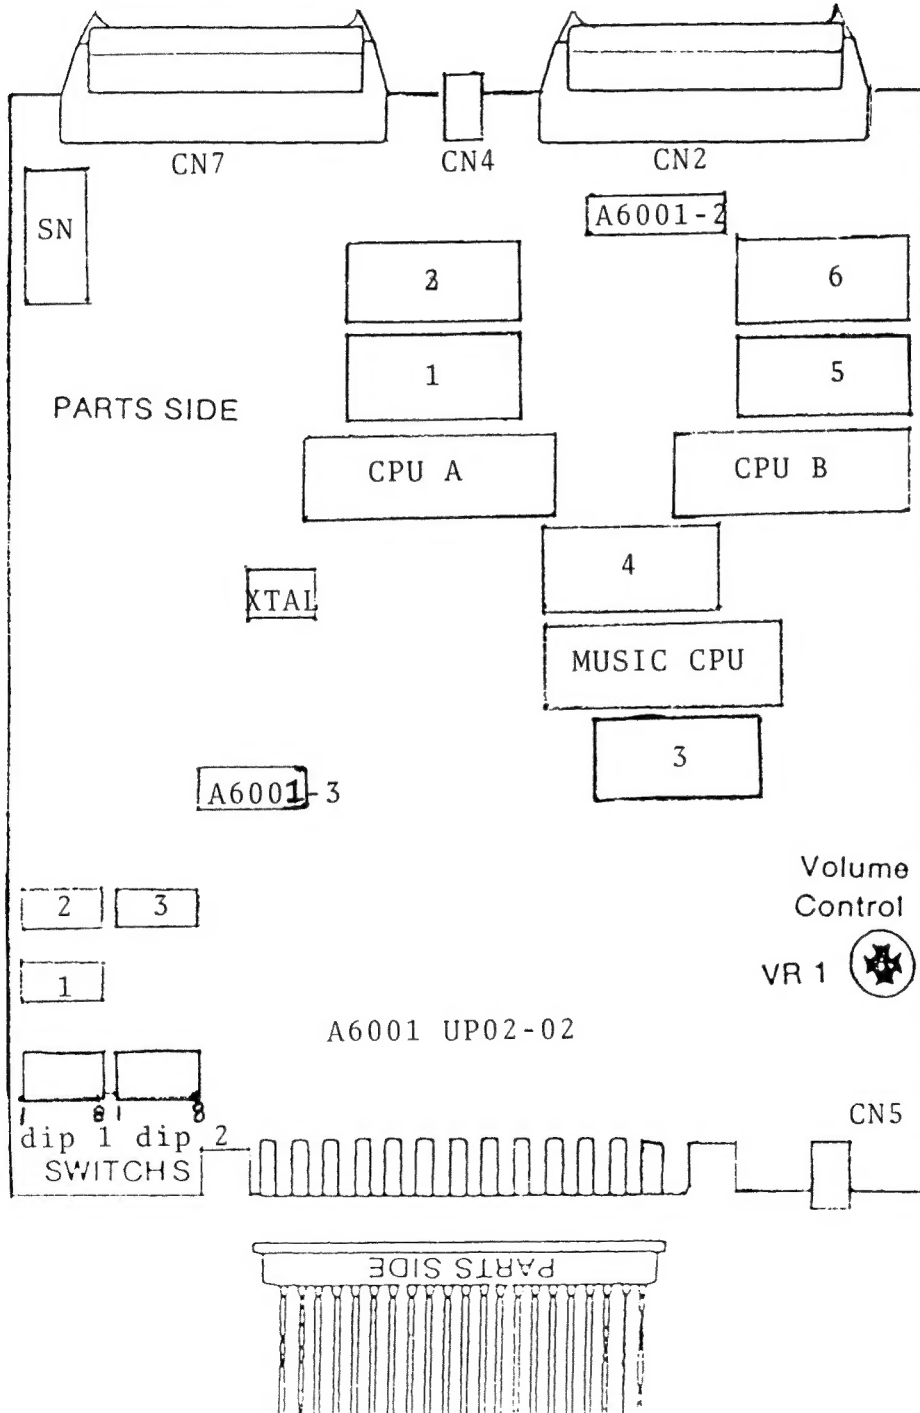 CN7 CN4 CN2
SN
A6001-2
6
1
5
PARTS SIDE
CPU A
CPU B
4
XTAL
MUSIC CPU
3
A6001-3
Volume
Control
2 3
VR 1
1
A6001 UP02-02
1 8 1 8
CN5
dip 1 dip 2
SWITCHS
PARTS SIDE